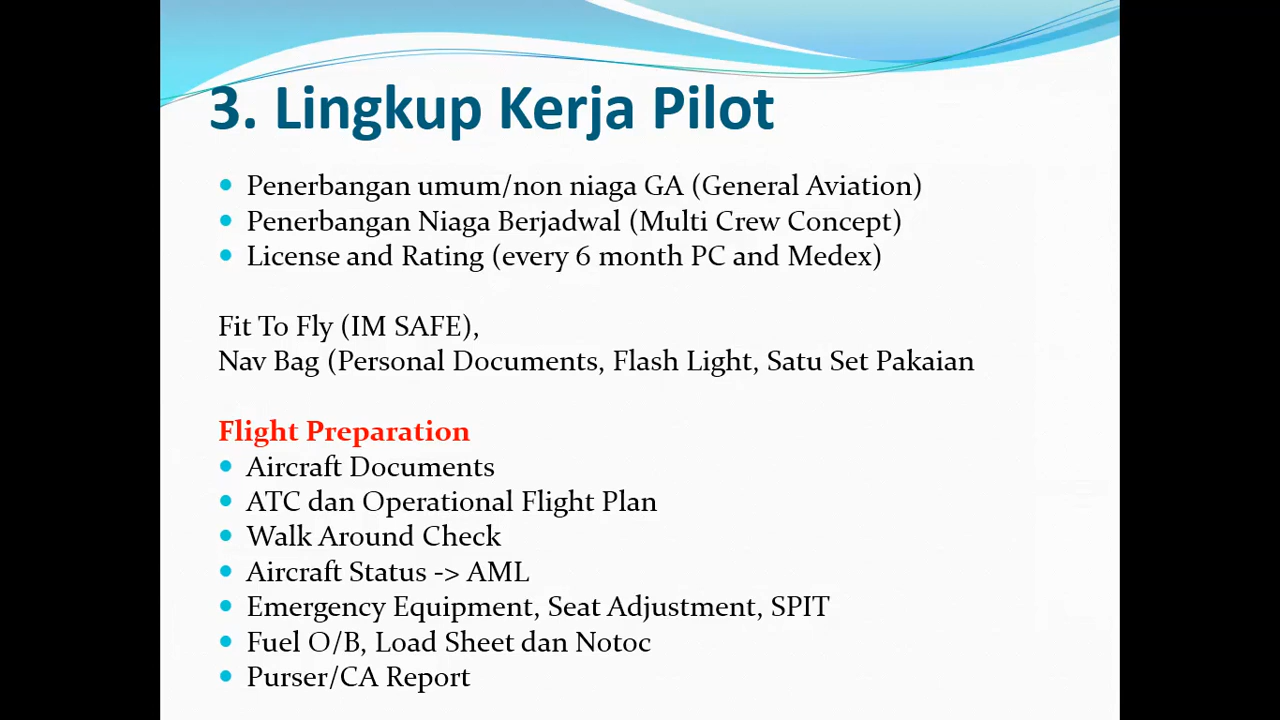 3. Lingkup Kerja Pilot
Penerbangan umum/non niaga GA (General Aviation)
Penerbangan Niaga Berjadwal (Multi Crew Concept)
License and Rating (every 6 month PC and Medex)
Fit To Fly (IM SAFE),
Nav Bag (Personal Documents, Flash Light, Satu Set Pakaian
Flight Preparation
Aircraft Documents
ATC dan Operational Flight Plan
Walk Around Check
Aircraft Status -> AML
Emergency Equipment, Seat Adjustment, SPIT
Fuel O/B, Load Sheet dan Notoc
Purser/CA Report